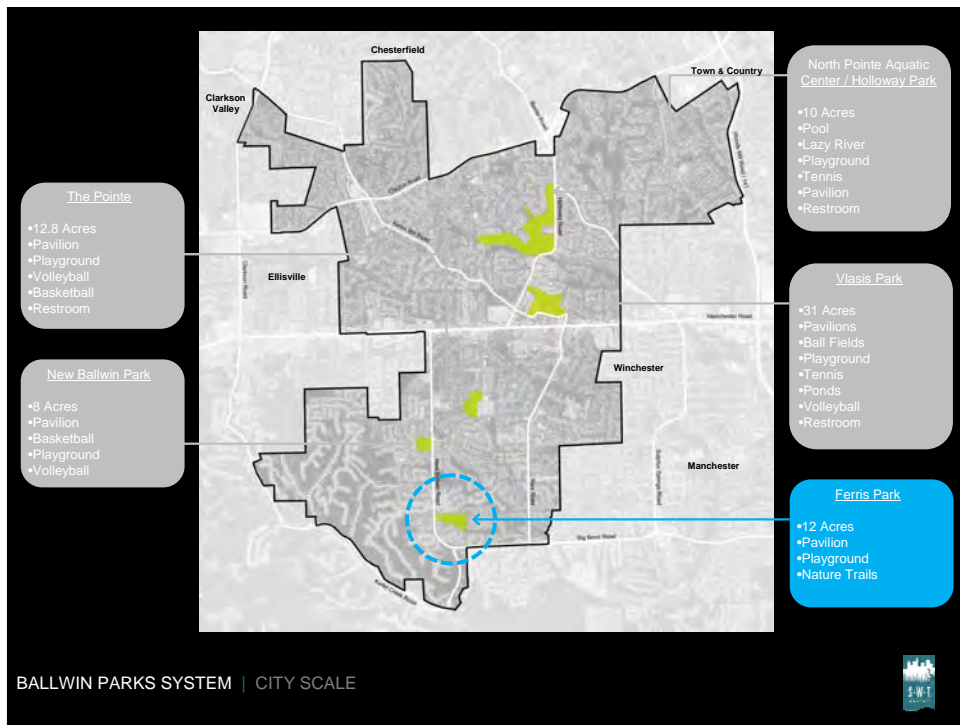 Chesterfield
Town & Country
Clarkson
Valley
Ellisville
Winchester
Manchester
Clarkson Road
Manchester Road
Big Bend Road
The Pointe
•12.8 Acres
•Pavilion
•Playground
•Volleyball
•Basketball
•Restroom
New Ballwin Park
•8 Acres
•Pavilion
•Basketball
•Playground
•Volleyball
North Pointe Aquatic
Center / Holloway Park
•10 Acres
•Pool
•Lazy River
•Playground
•Tennis
•Pavilion
•Restroom
Vlasis Park
•31 Acres
•Pavilions
•Ball Fields
•Playground
•Tennis
•Ponds
•Volleyball
•Restroom
Ferris Park
•12 Acres
•Pavilion
•Playground
•Nature Trails
BALLWIN PARKS SYSTEM | CITY SCALE
S·W·T